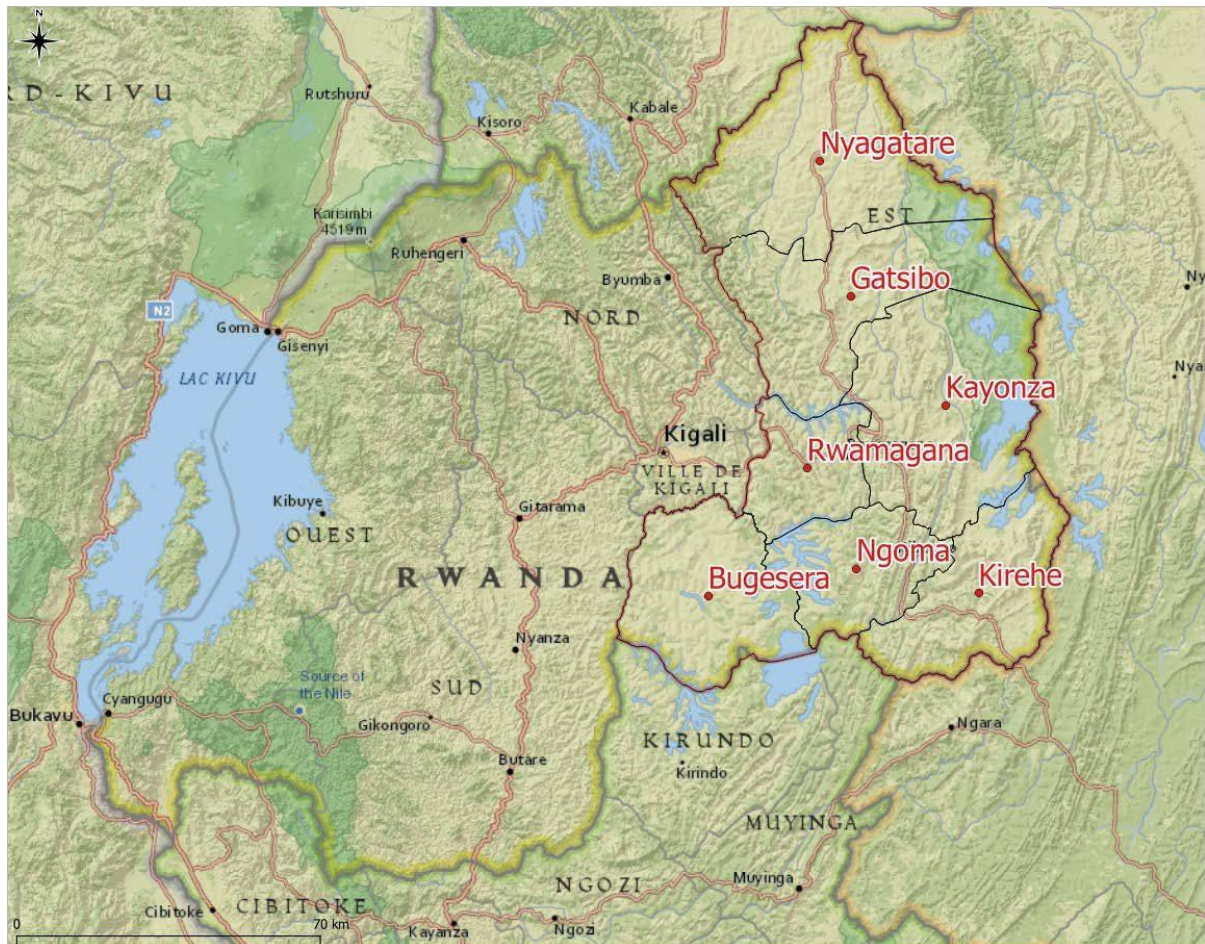 N
RD-KIVU
Rutshuru
Kisoro
Kabale
Nyagatare
Karisimbi
4519 m
EST
Ruhengeri
Byumba
Gatsibo
N2
NORD
Goma
Gisenyi
LAC KIVU
Kayonza
Kigali
Rwamagana
VILLE DE
KIGALI
Kibuye
Gitarama
OUEST
Ngoma
RWANDA
Bugesera
Kirehe
Nyanza
Source of
the Nile
SUD
Cyangugu
Bukavu
Gikongoro
Ngara
KIRUNDO
Butare
Kirindo
MUYINGA
NGOZI
Muyinga
CIBITOKE
Cibitoke
0
70 km
Kayanza
Ngozi